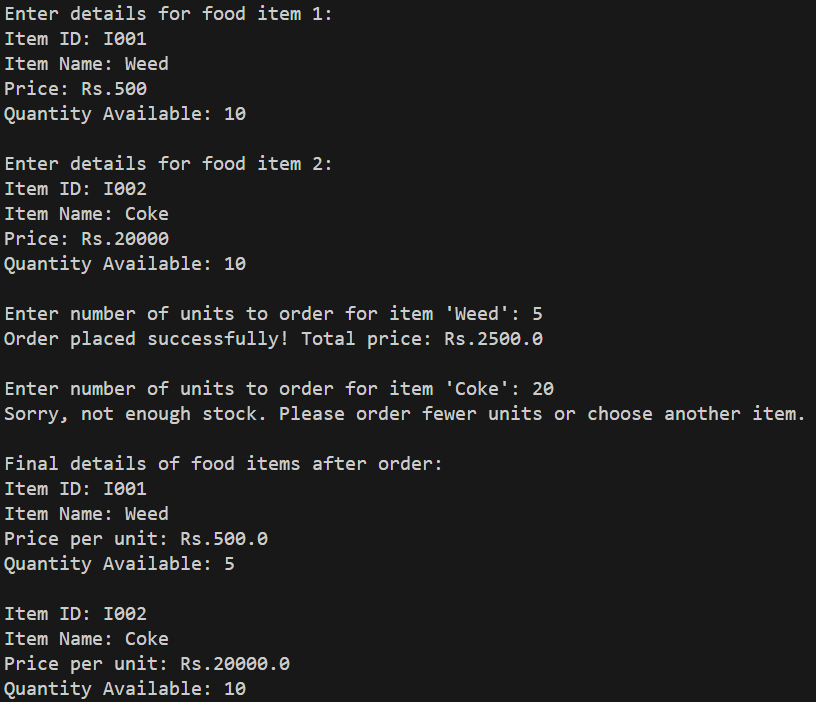 Enter details for food item 1:
Item ID: I001
Item Name: Weed
Price: Rs.500
Quantity Available: 10
Enter details for food item 2:
Item ID: I002
Item Name: Coke
Price: Rs.20000
Quantity Available: 10
Enter number of units to order for item 'Weed': 5
Order placed successfully! Total price: Rs.2500.0
Enter number of units to order for item 'Coke': 20
Sorry, not enough stock. Please order fewer units or choose another item.
Final details of food items after order:
Item ID: I001
Item Name: Weed
Price per unit: Rs.500.0
Quantity Available: 5
Item ID: I002
Item Name: Coke
Price per unit: Rs.20000.0
Quantity Available: 10